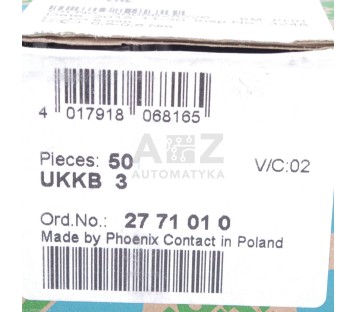 4 017918 068165
Pieces: 50 V/C:02
UKKB 3
AUTOMATYKA
Ord.No.: 27 71 01 0
Made by Phoenix Contact in Poland